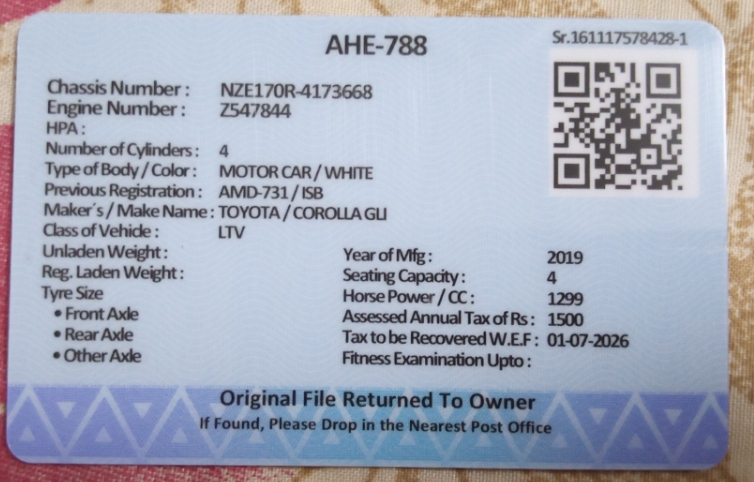 AHE-788
Sr.161117578428-1
Chassis Number : NZE170R-4173668
Engine Number : Z547844
HPA :
Number of Cylinders : 4
Type of Body / Color : MOTOR CAR / WHITE
Previous Registration : AMD-731 / ISB
Maker´s / Make Name : TOYOTA / COROLLA GLI
Class of Vehicle : LTV
Unladen Weight :
Reg. Laden Weight :
Tyre Size
• Front Axle
• Rear Axle
• Other Axle
Year of Mfg : 2019
Seating Capacity : 4
Horse Power / CC : 1299
Assessed Annual Tax of Rs : 1500
Tax to be Recovered W.E.F : 01-07-2026
Fitness Examination Upto :
Original File Returned To Owner
If Found, Please Drop in the Nearest Post Office